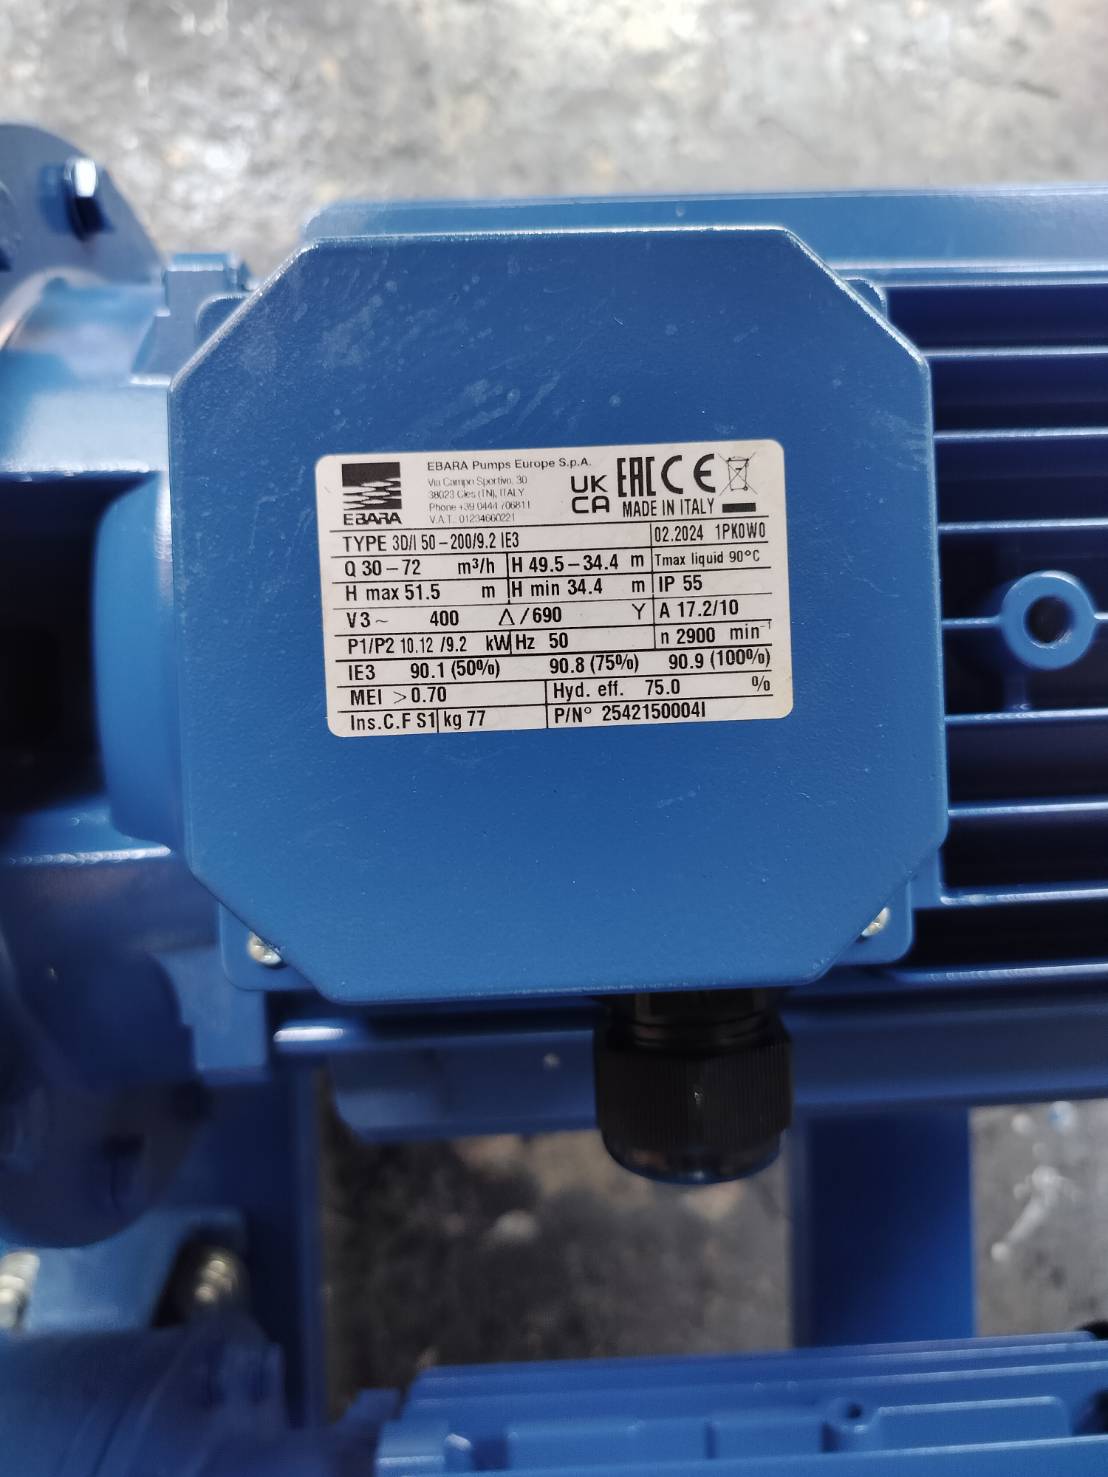 EBARA
EBARA Pumps Europe S.p.A.
Via Campo Sportivo, 30
38023 Cles (TN), ITALY
Phone +39 0444 706811
V.A.T. 01234660221
UK
CA
EAC CE
MADE IN ITALY
TYPE 3D/I 50-200/9.2 IE3 02.2024 1PK0W0
Q 30-72 m³/h H 49.5-34.4 m Tmax liquid 90°C
H max 51.5 m H min 34.4 m IP 55
V3~ 400 Δ/690 Y A 17.2/10
P1/P2 10.12 /9.2 kW Hz 50 n 2900 min⁻¹
IE3 90.1 (50%) 90.8 (75%) 90.9 (100%)
MEI >0.70 Hyd. eff. 75.0 %
Ins.C.F S1 kg 77 P/N° 2542150004I